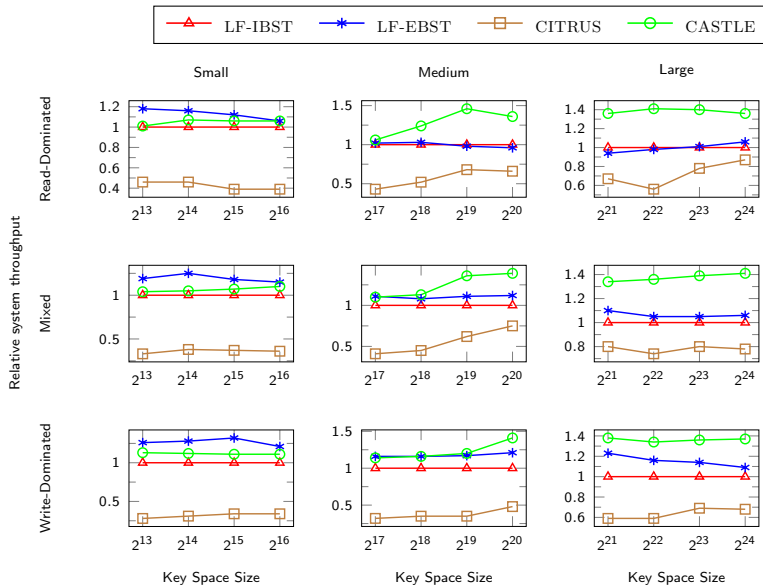 LF-IBST LF-EBST CITRUS CASTLE
Small Medium Large
Relative system throughput
Read-Dominated
1.2
1
0.8
0.6
0.4
2^13 2^14 2^15 2^16
1.5
1
0.5
2^17 2^18 2^19 2^20
1.4
1.2
1
0.8
0.6
2^21 2^22 2^23 2^24
Mixed
1
0.5
2^13 2^14 2^15 2^16
1
0.5
2^17 2^18 2^19 2^20
1.4
1.2
1
0.8
2^21 2^22 2^23 2^24
Write-Dominated
1
0.5
2^13 2^14 2^15 2^16
1.5
1
0.5
2^17 2^18 2^19 2^20
1.4
1.2
1
0.8
0.6
2^21 2^22 2^23 2^24
Key Space Size Key Space Size Key Space Size